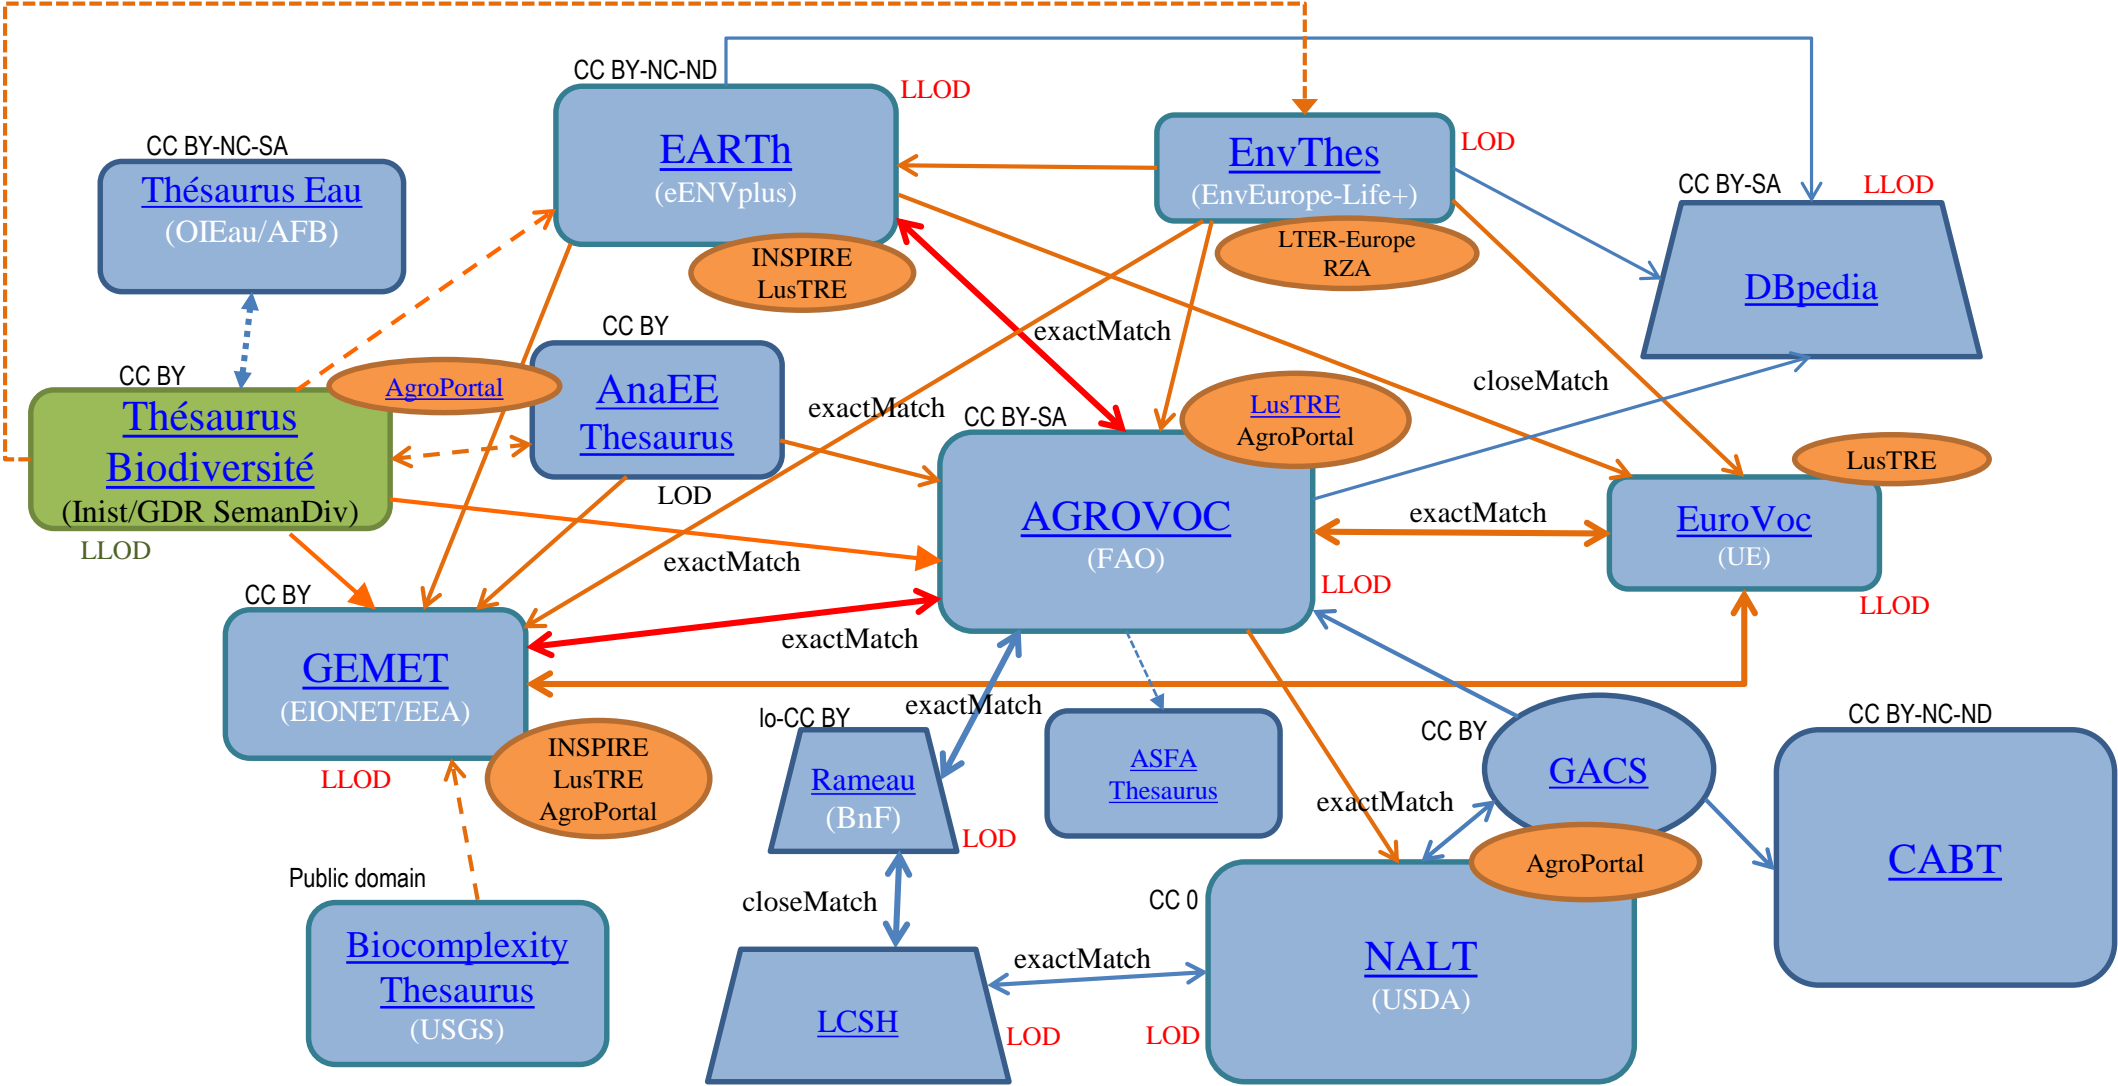 CC BY-NC-ND
LLOD
EARTh
(eENVplus)
INSPIRE
LusTRE
EnvThes
(EnvEurope-Life+)
LOD
LTER-Europe
RZA
CC BY-NC-SA
Thésaurus Eau
(OIEau/AFB)
CC BY-SA
LLOD
DBpedia
exactMatch
closeMatch
CC BY
Thésaurus
Biodiversité
(Inist/GDR SemanDiv)
LLOD
AgroPortal
CC BY
AnaEE
Thesaurus
LOD
exactMatch
CC BY-SA
LusTRE
AgroPortal
AGROVOC
(FAO)
LLOD
exactMatch
LusTRE
EuroVoc
(UE)
LLOD
exactMatch
CC BY
GEMET
(EIONET/EEA)
LLOD
INSPIRE
LusTRE
AgroPortal
exactMatch
exactMatch
lo-CC BY
Rameau
(BnF)
LOD
ASFA
Thesaurus
CC BY
GACS
exactMatch
CC BY-NC-ND
CABT
Public domain
Biocomplexity
Thesaurus
(USGS)
closeMatch
LCSH
LOD
exactMatch
CC 0
AgroPortal
NALT
(USDA)
LOD